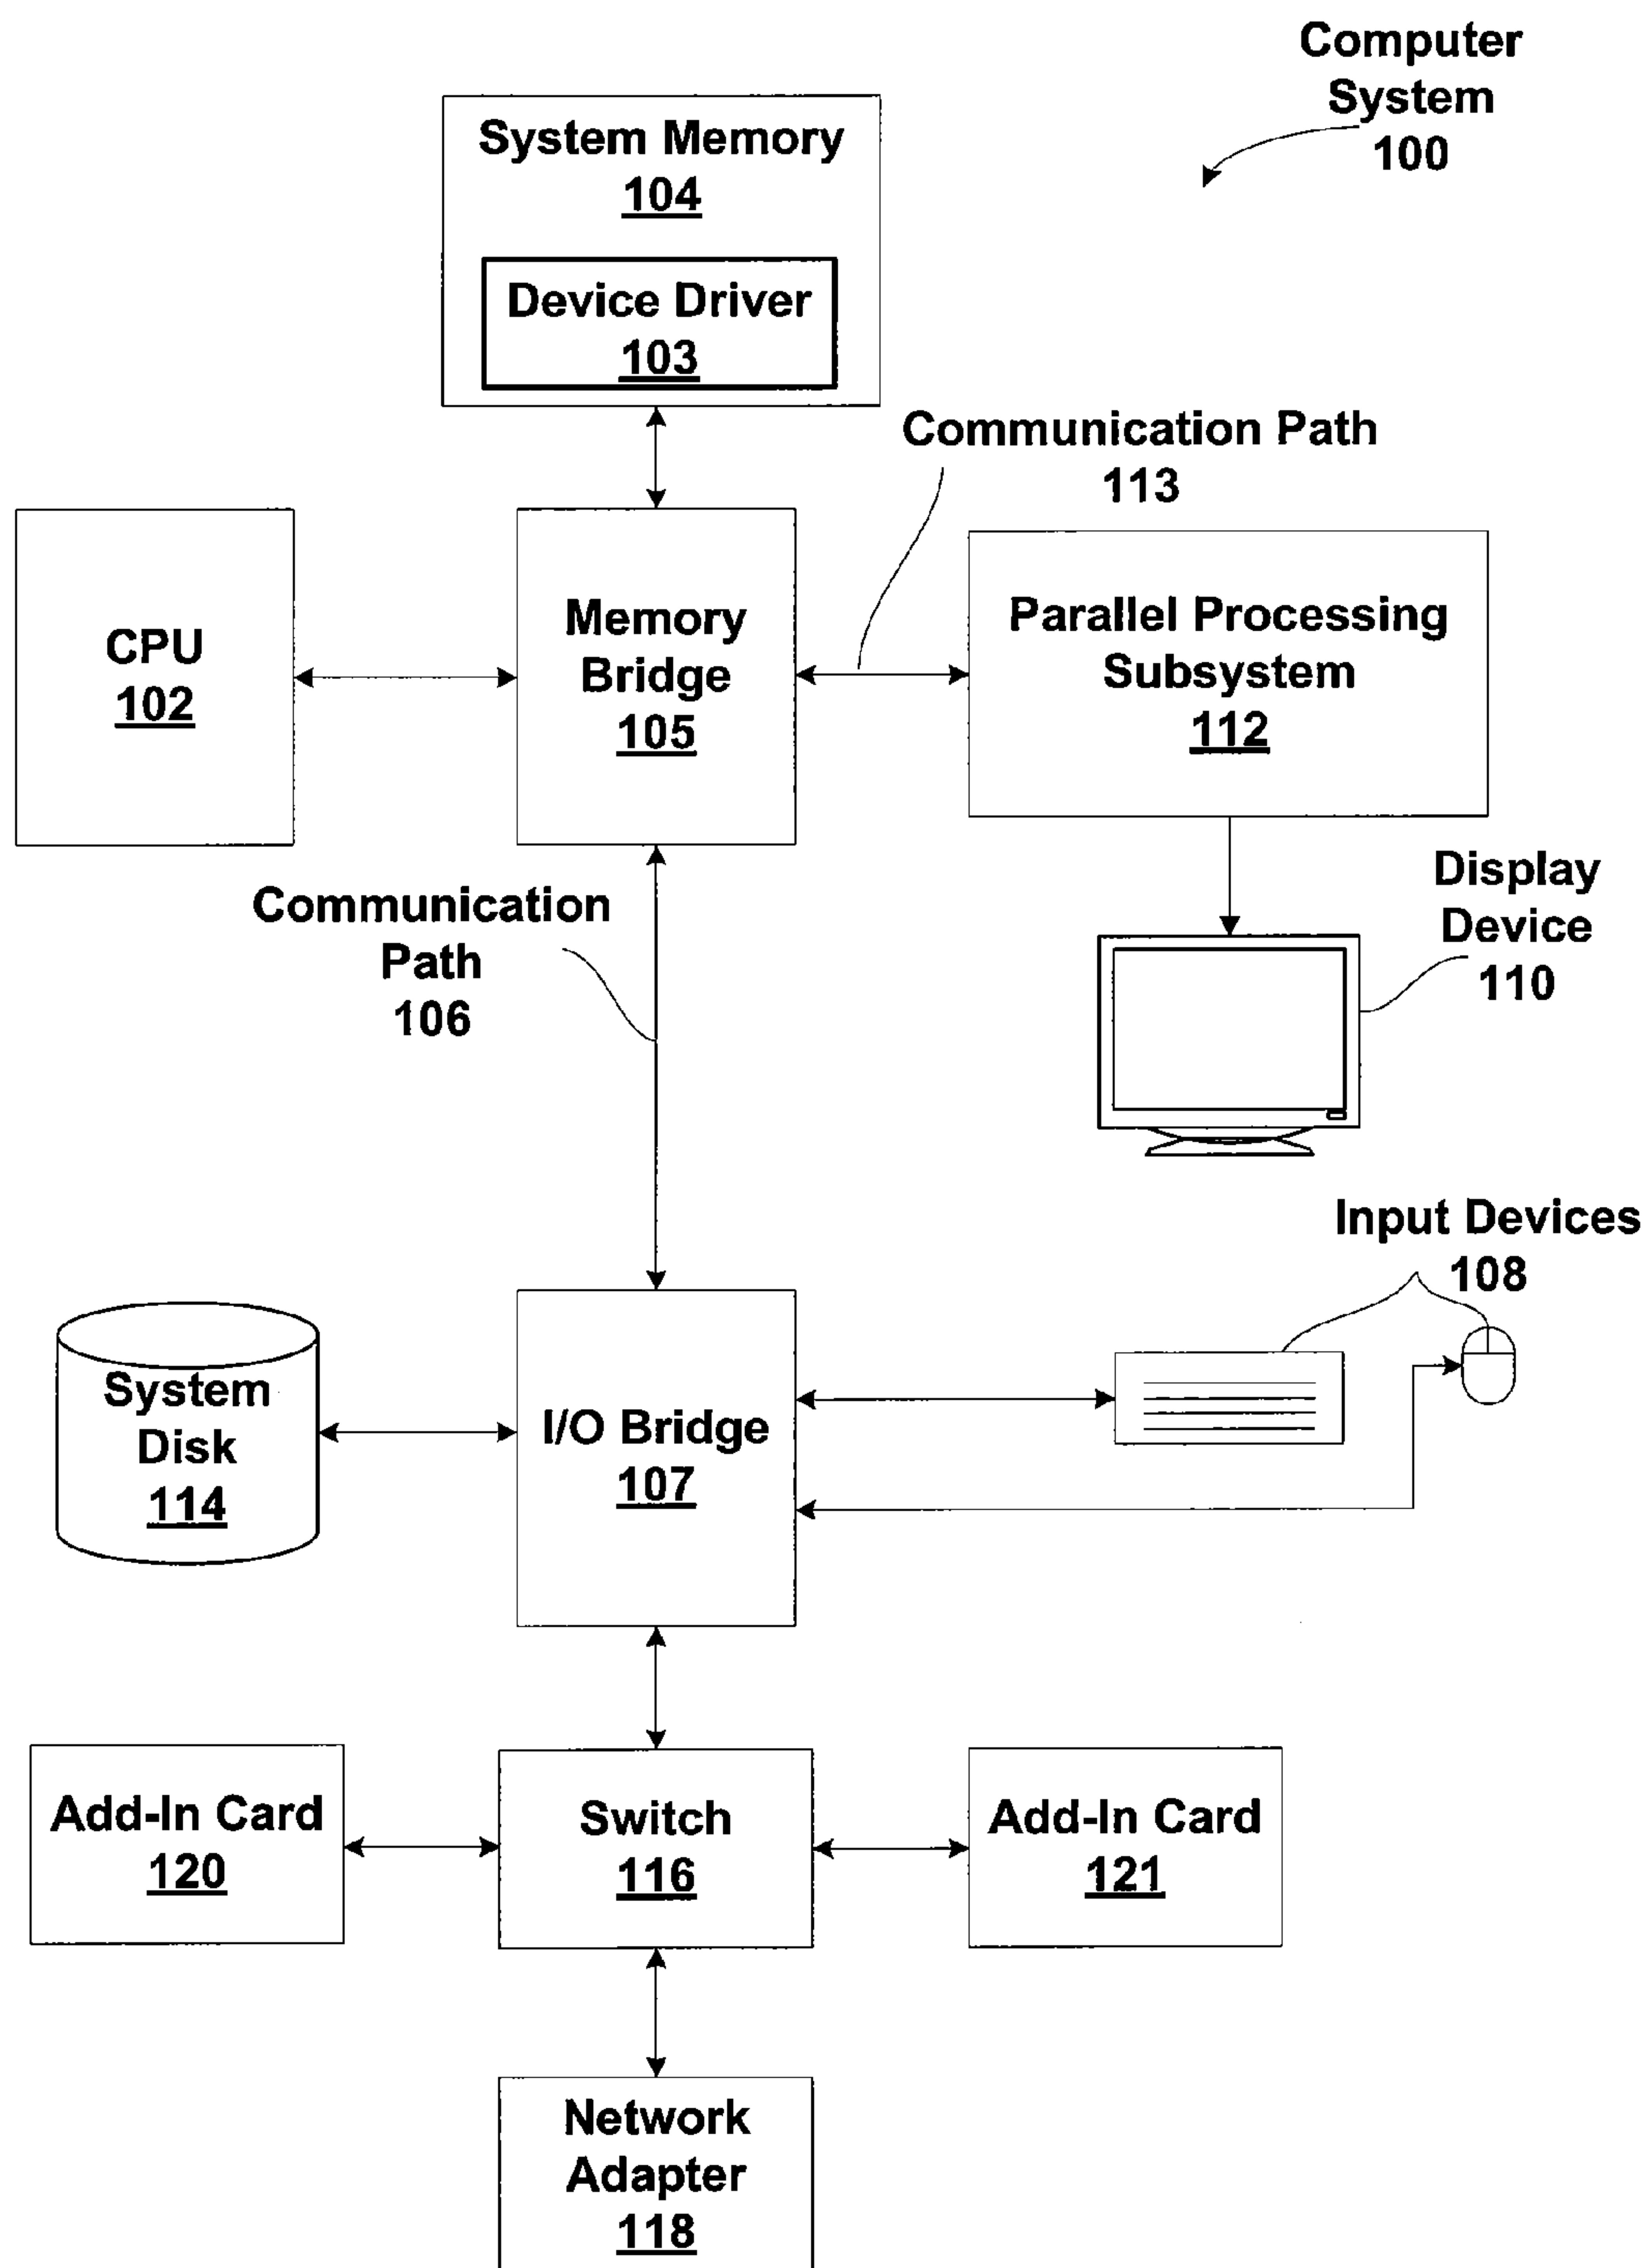 Computer
System
100
System Memory
104
Device Driver
103
Communication Path
113
CPU
102
Memory
Bridge
105
Parallel Processing
Subsystem
112
Communication
Path
106
Display
Device
110
Input Devices
108
System
Disk
114
I/O Bridge
107
Add-In Card
120
Switch
116
Add-In Card
121
Network
Adapter
118